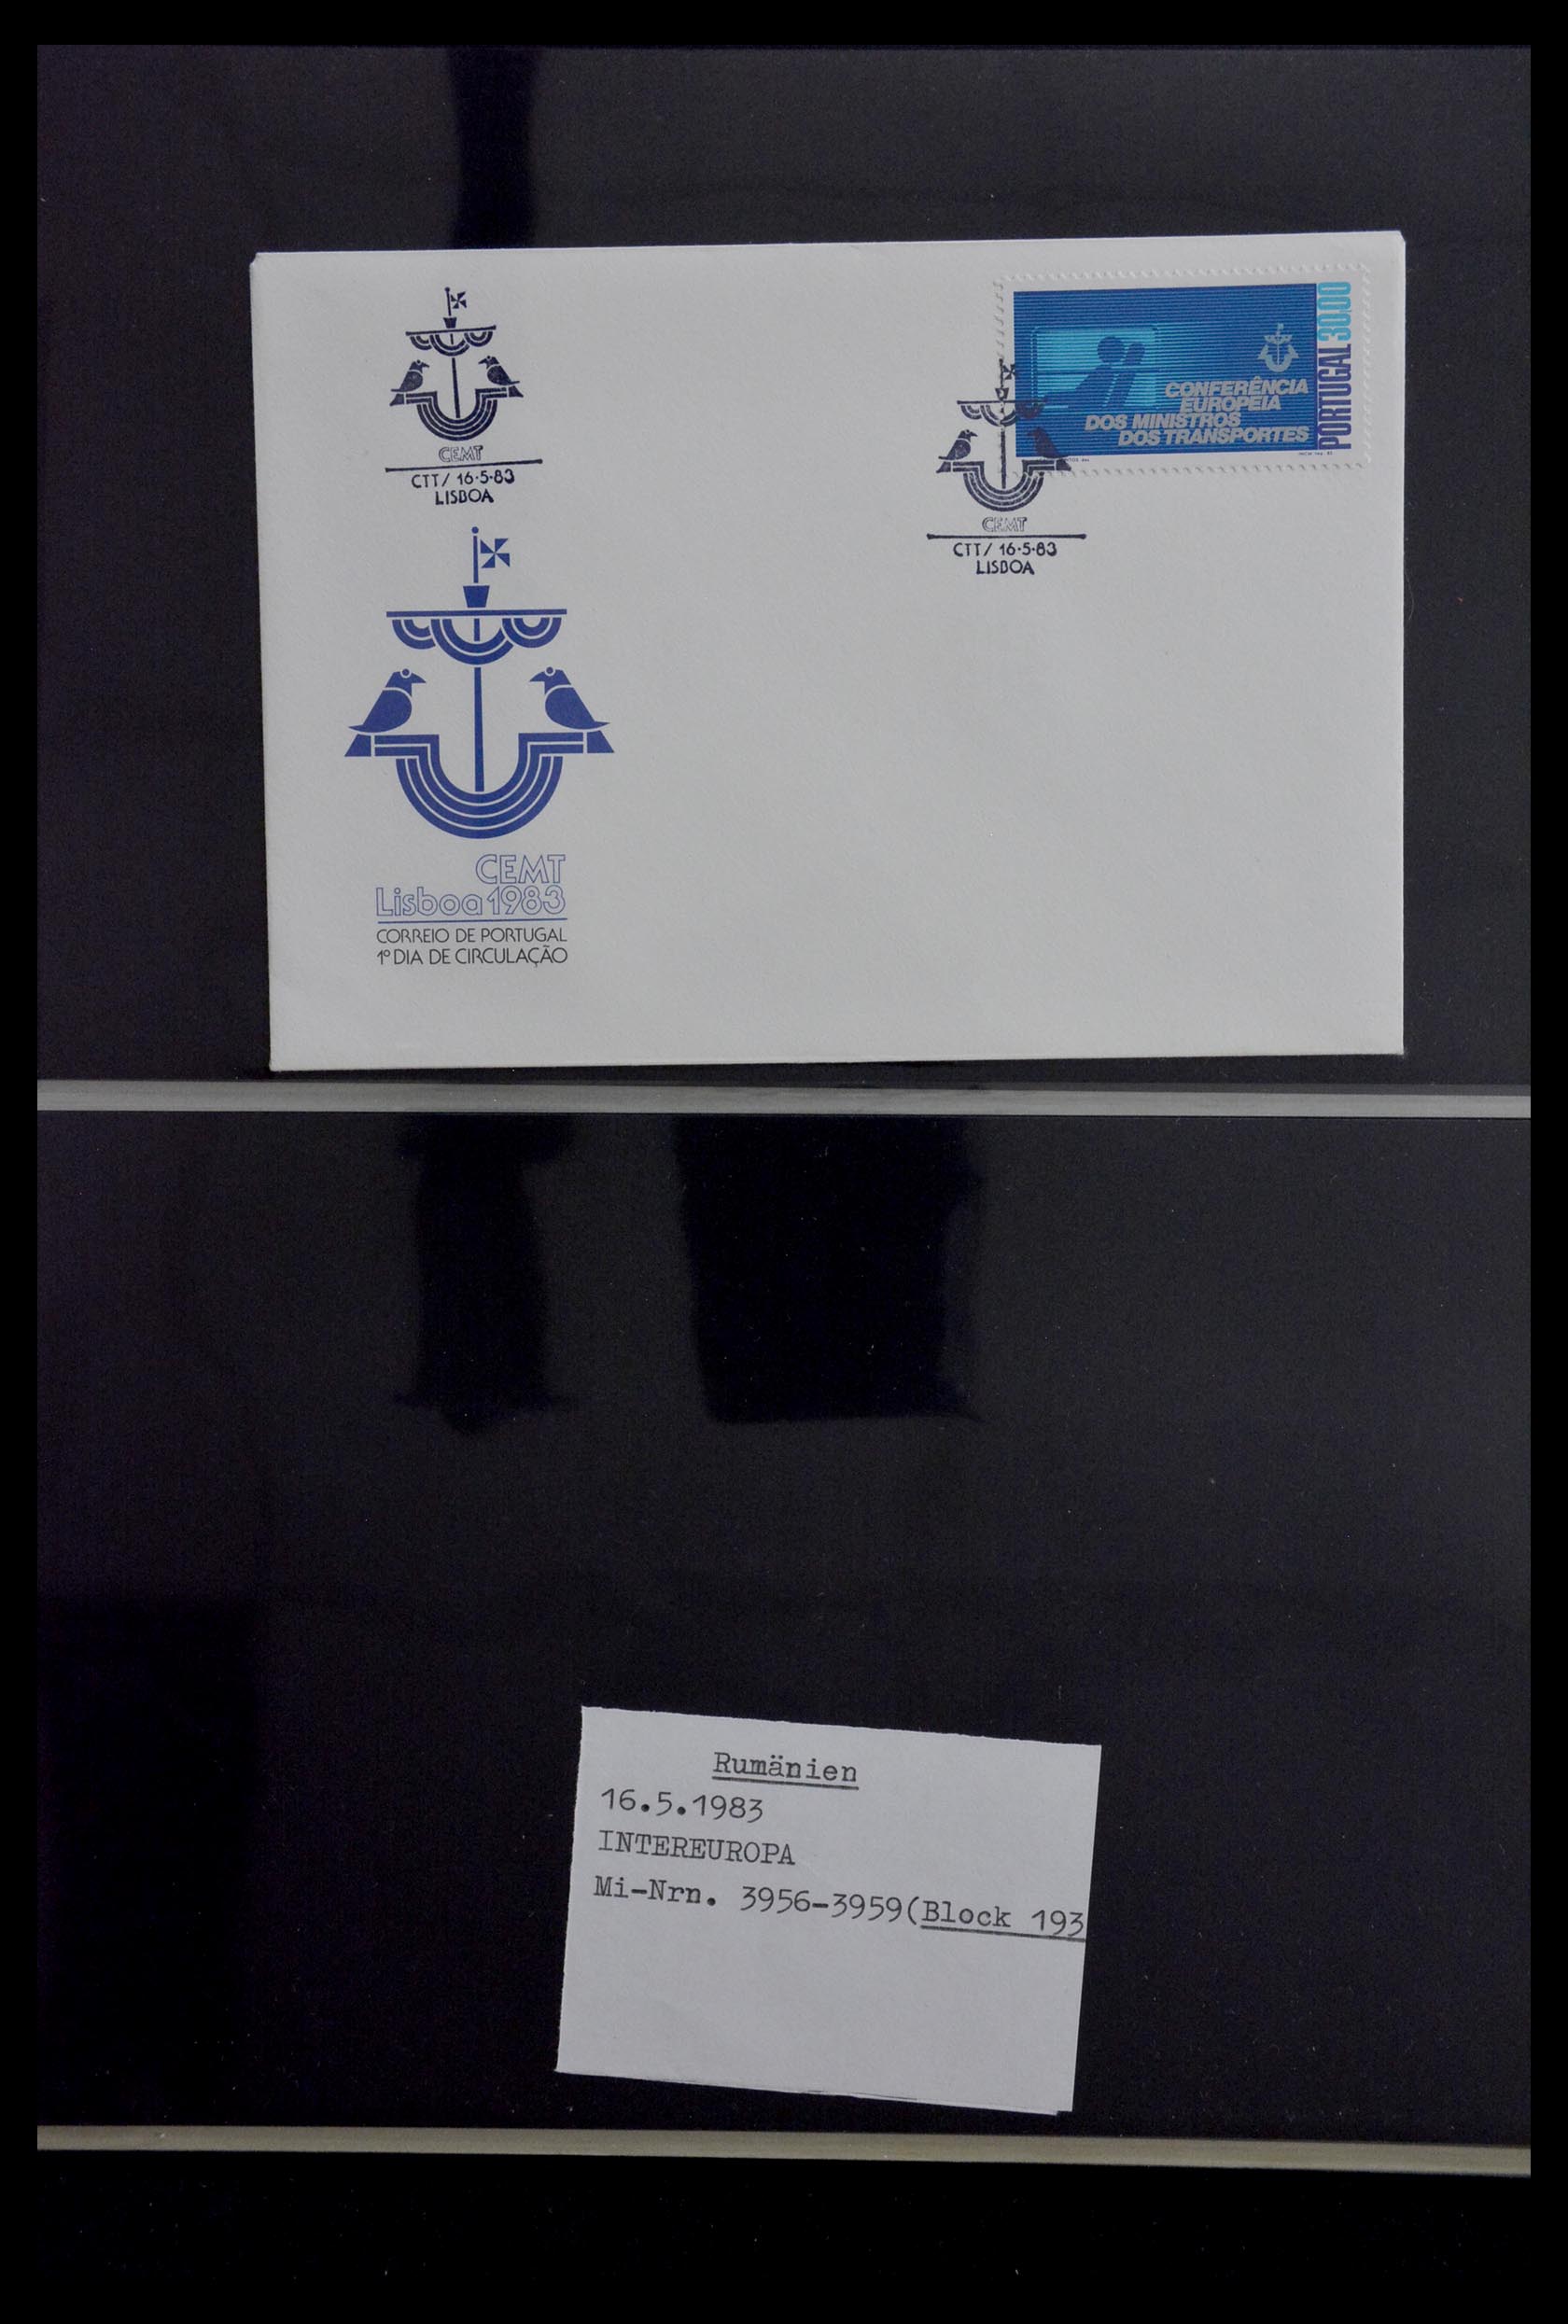 CEMT
CTT/ 16·5·83
LISBOA
CONFERÊNCIA
EUROPEIA
DOS MINISTROS
DOS TRANSPORTES
PORTUGAL 30.00
CEMT
CTT/ 16·5·83
LISBOA
CEMT
Lisboa 1983
CORREIO DE PORTUGAL
1º DIA DE CIRCULAÇÃO
Rumänien
16.5.1983
INTEREUROPA
Mi-Nrn. 3956-3959(Block 193